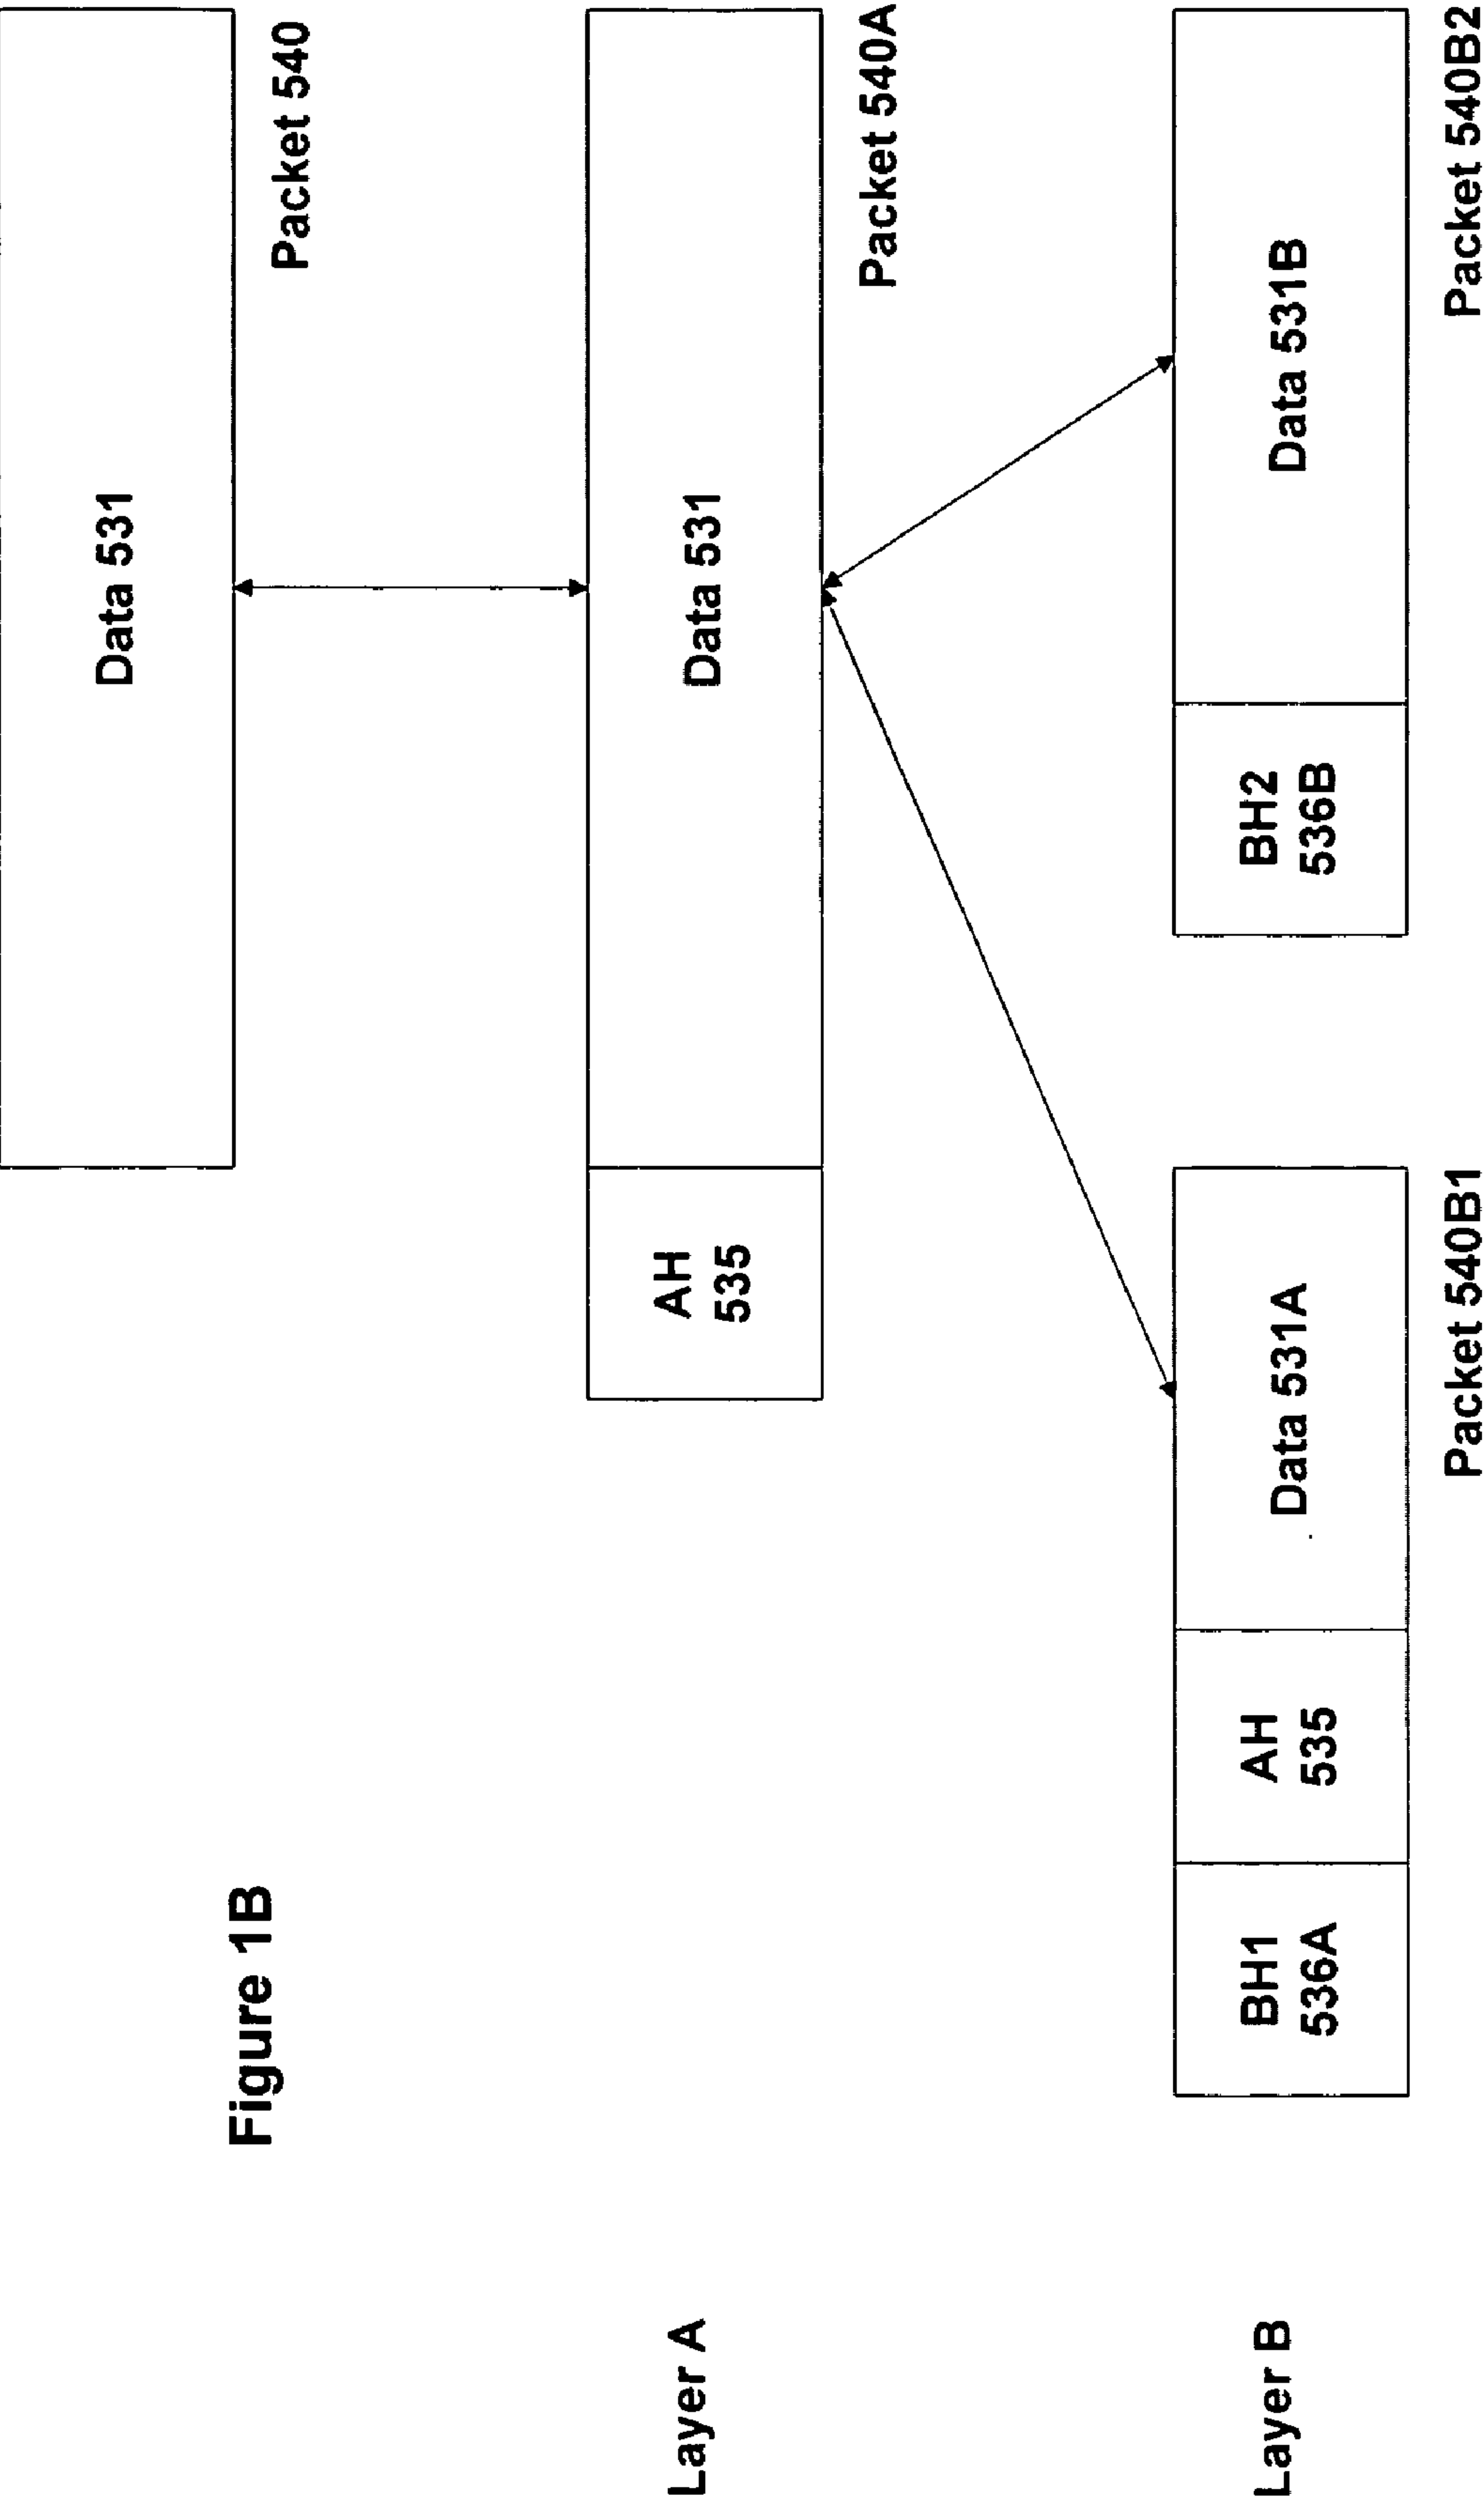 Figure 1B
Data 531
Packet 540
Layer A
AH
535
Data 531
Packet 540A
Layer B
BH1
536A
AH
535
Data 531A
Packet 540B1
BH2
536B
Data 531B
Packet 540B2